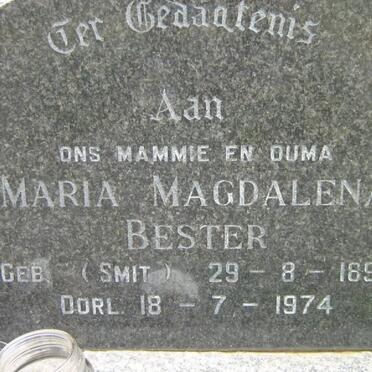 Ter Gedagtenis
Aan
ONS MAMMIE EN OUMA
MARIA MAGDALENA
BESTER
GEB. (SMIT) 29 - 8 - 189
OORL. 18 - 7 - 1974